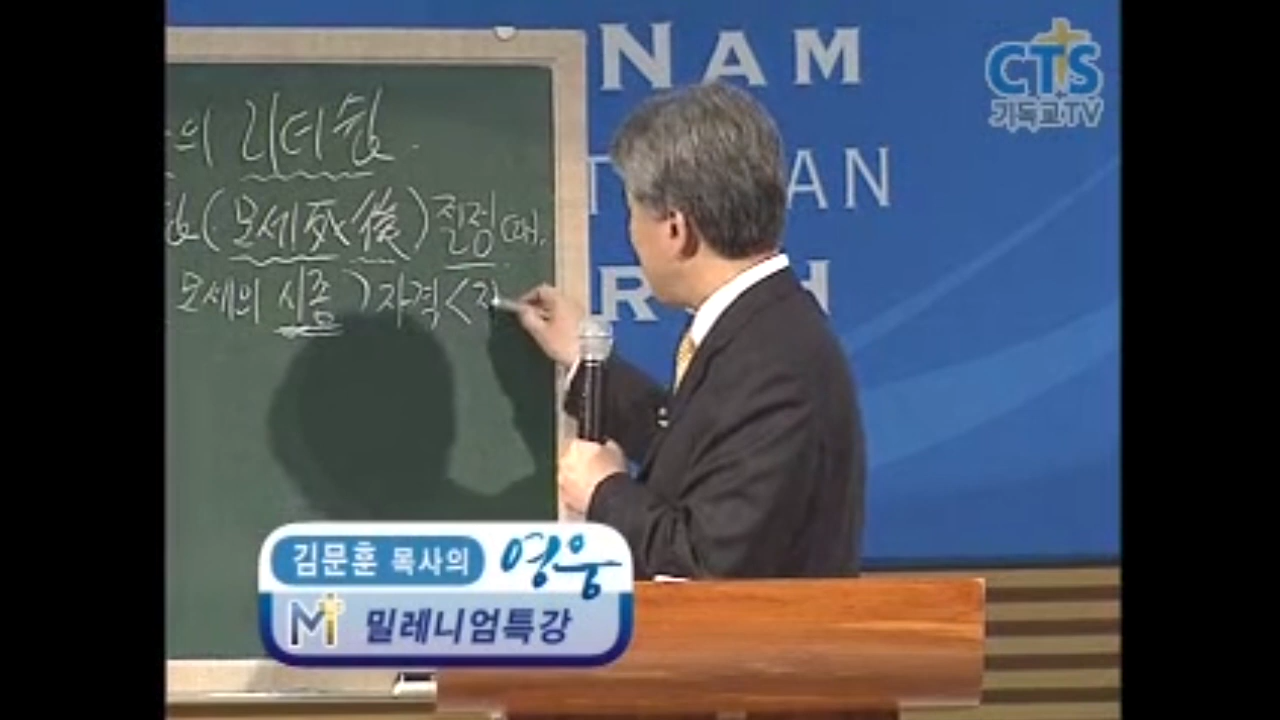 의 리더쉽.
(모세死後) 결정 때.
모세의 시종) 자격<자
NAM
AN
R H
CTS
기독교TV
김문훈 목사의 영웅
M 밀레니엄특강